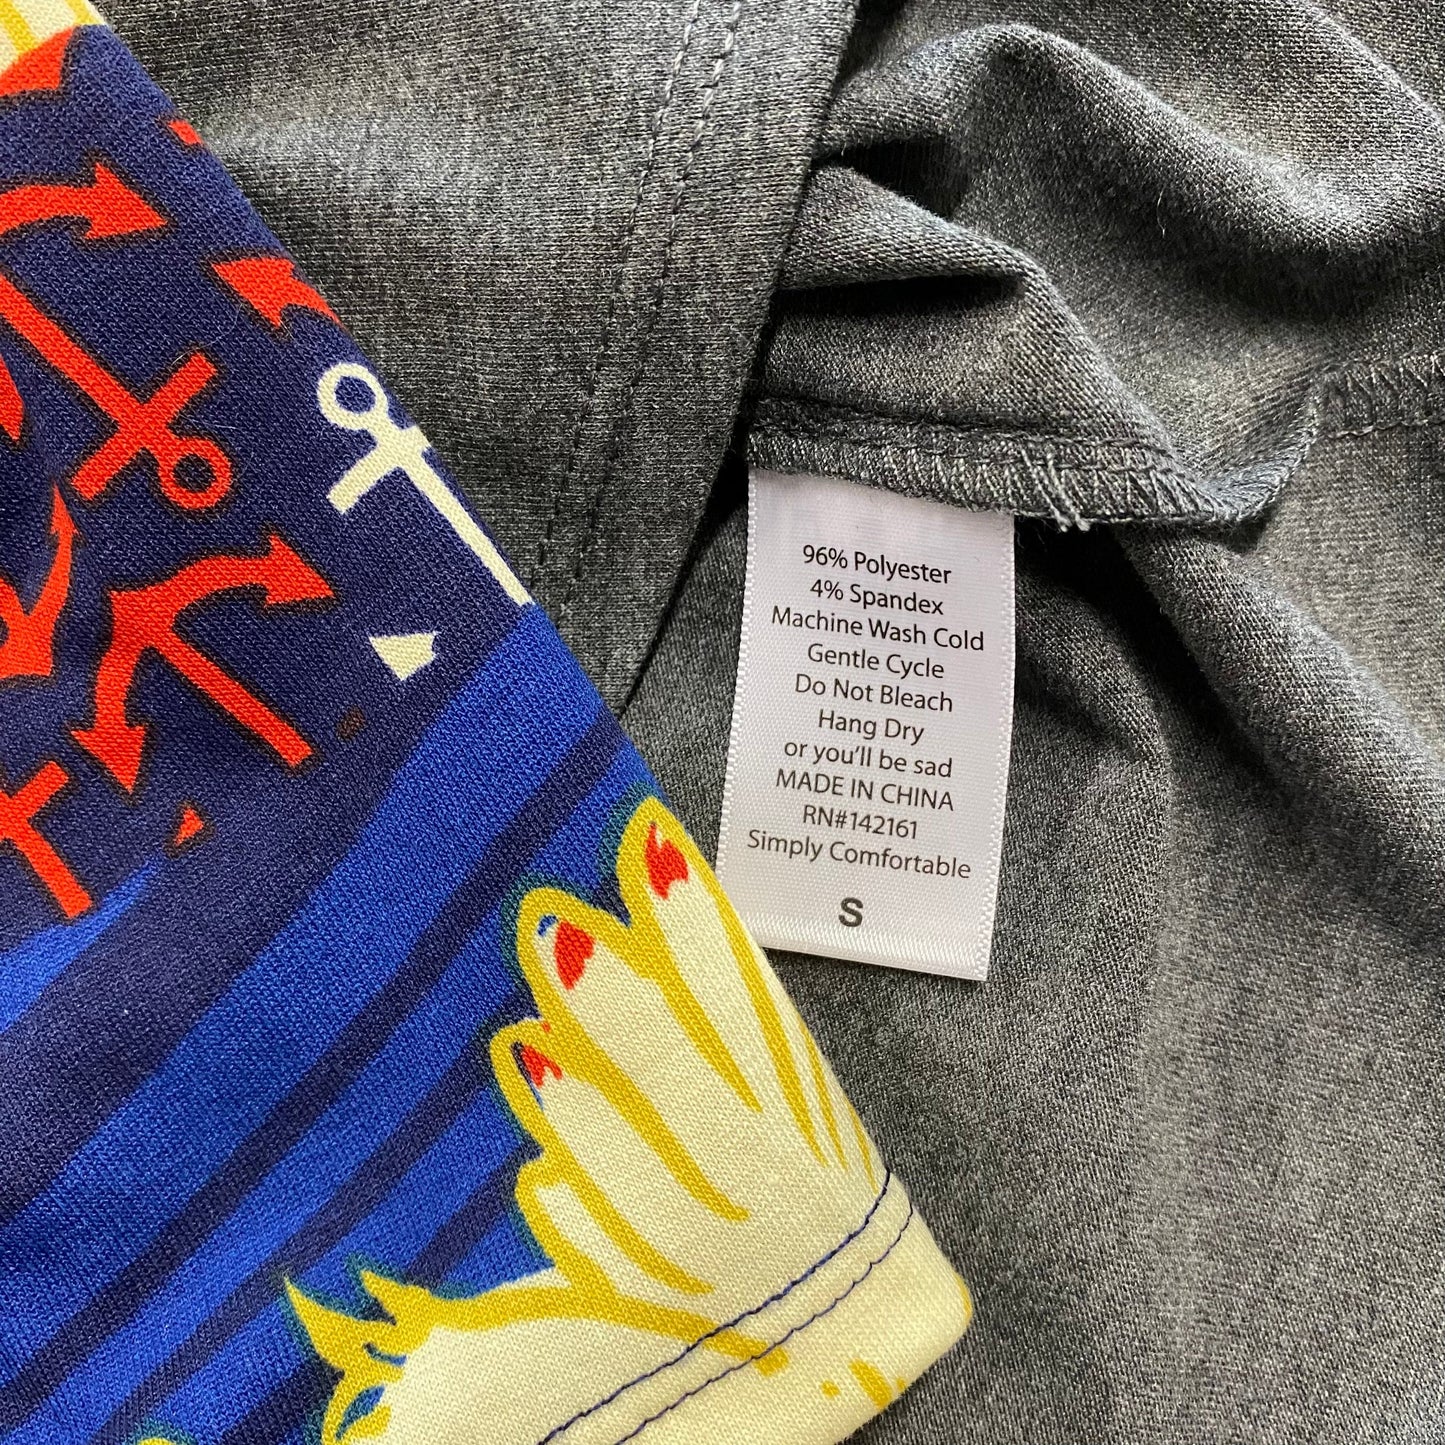 96% Polyester
4% Spandex
Machine Wash Cold
Gentle Cycle
Do Not Bleach
Hang Dry
or you'll be sad
MADE IN CHINA
RN#142161
Simply Comfortable
S